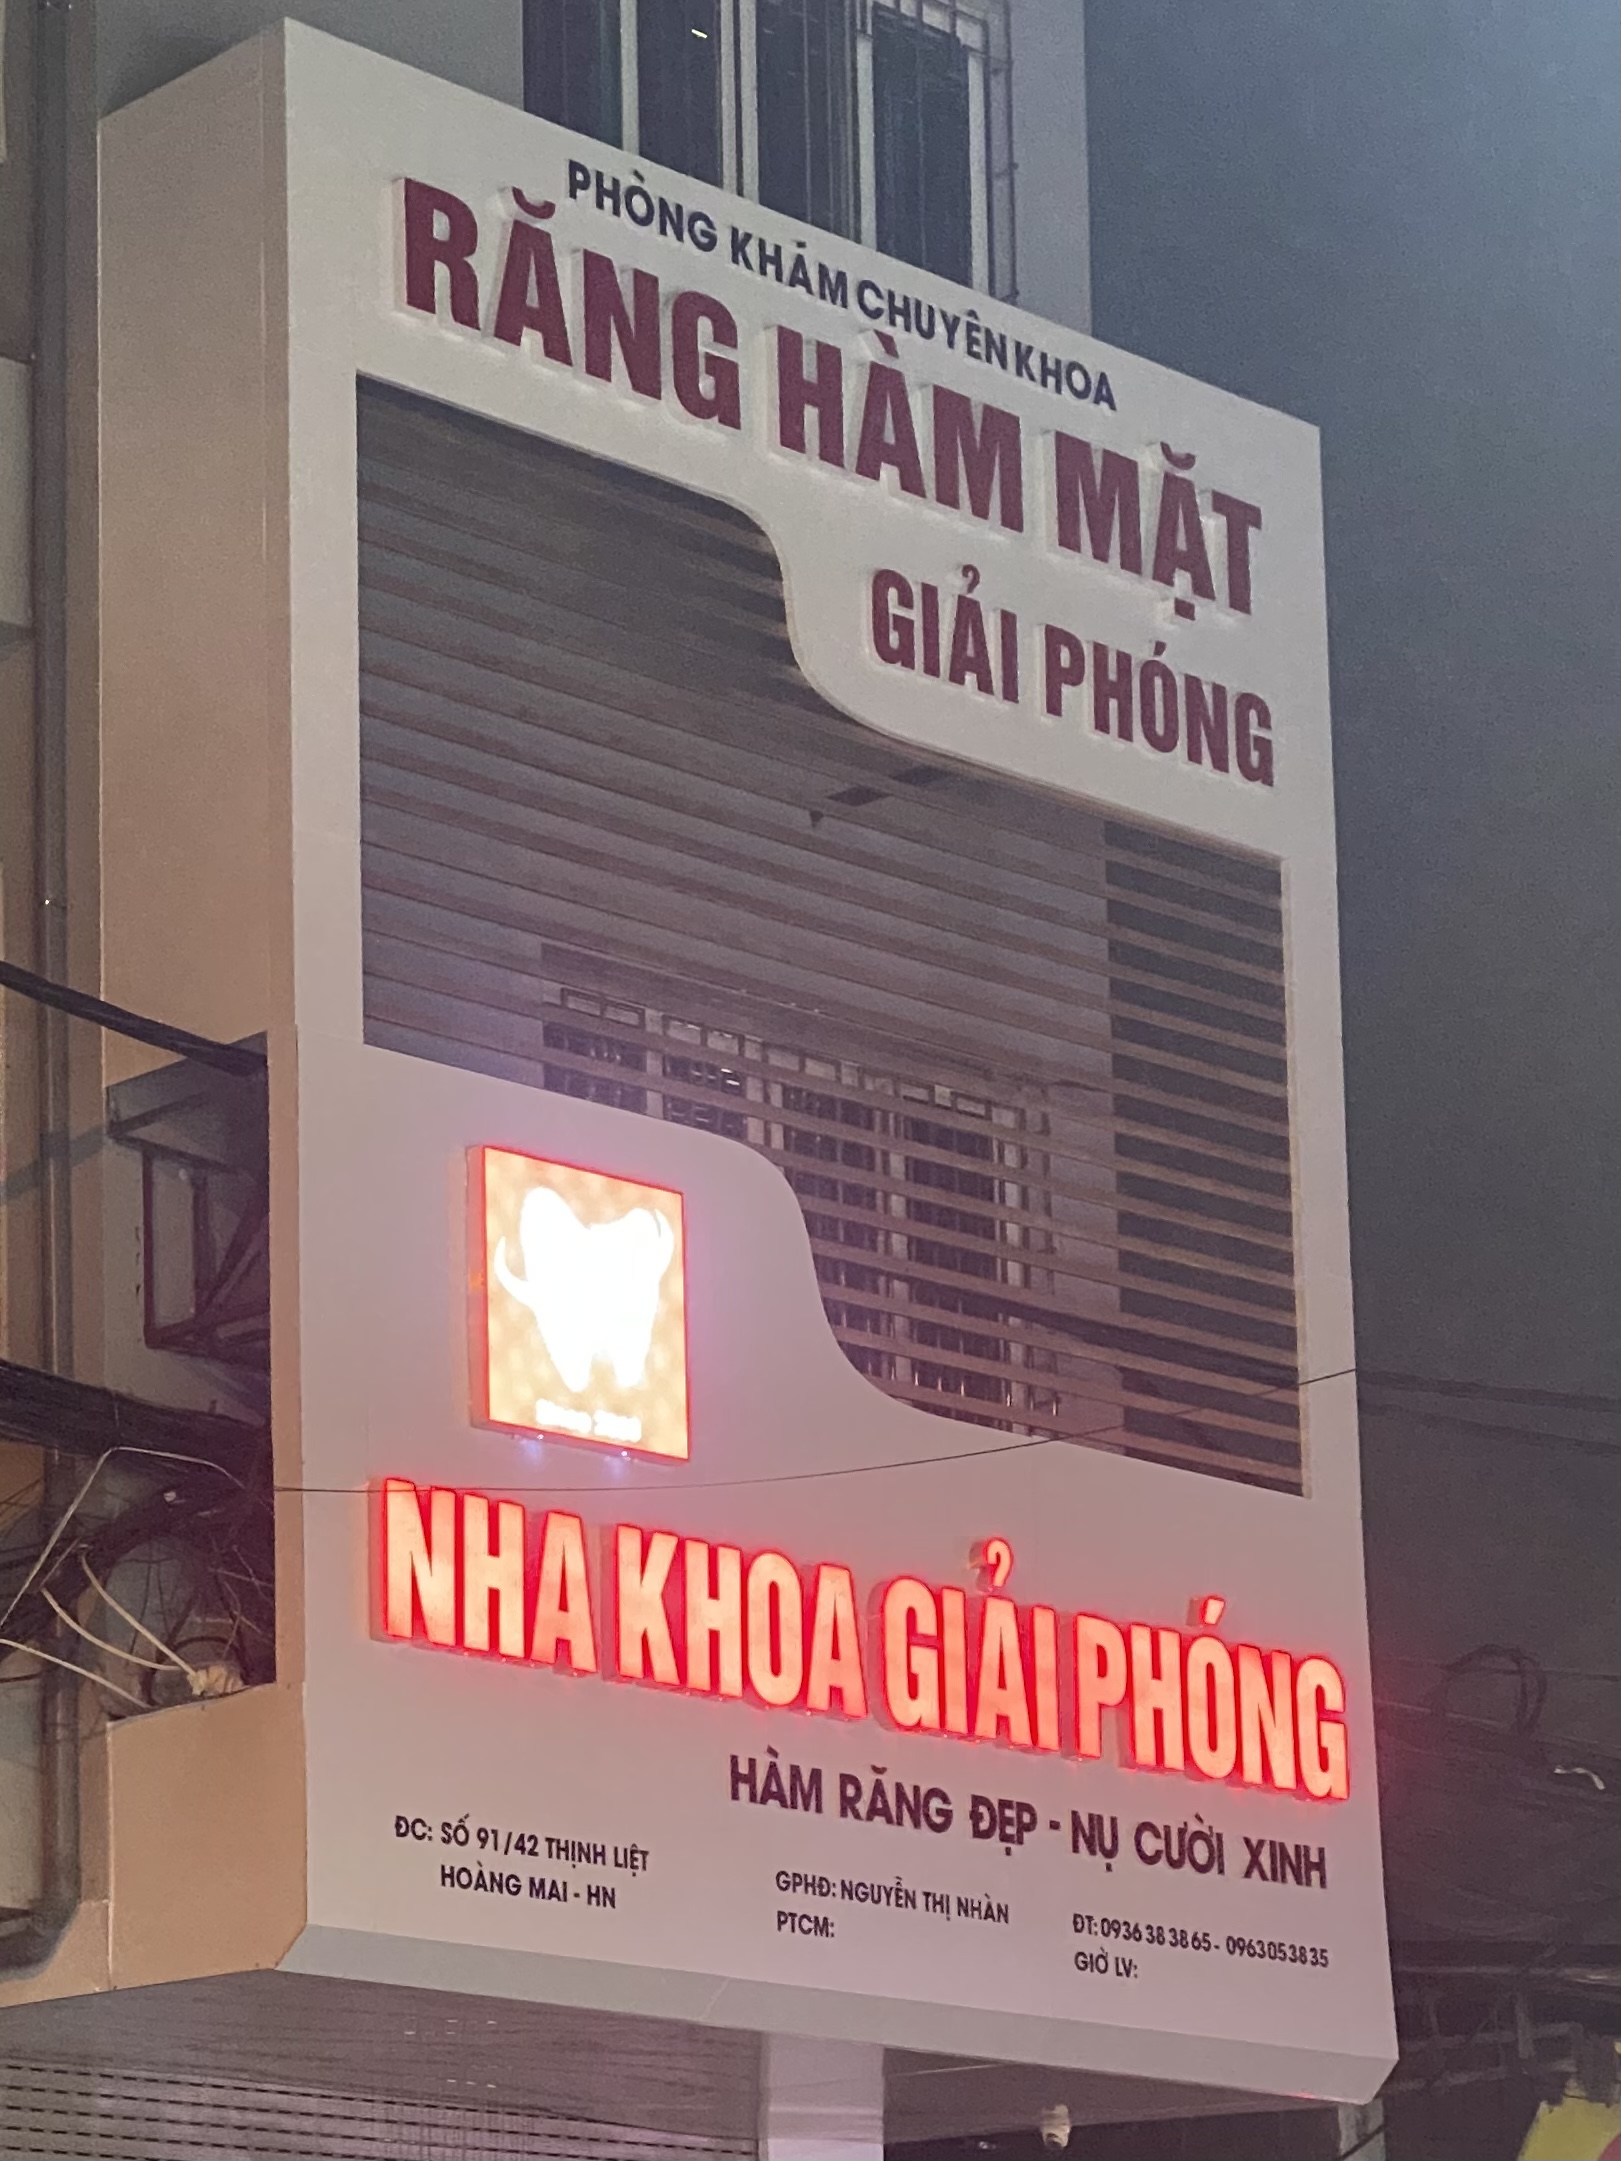 PHÒNG KHÁM CHUYÊN KHOA
RĂNG HÀM MẶT
GIẢI PHÓNG
NHA KHOA GIẢI PHÓNG
HÀM RĂNG ĐẸP - NỤ CƯỜI XINH
ĐC: SỐ 91/42 THỊNH LIỆT
HOÀNG MAI - HN
GPHĐ: NGUYỄN THỊ NHÀN
PTCM:
ĐT: 0936 38 38 65 - 0963053835
GIỜ LV: